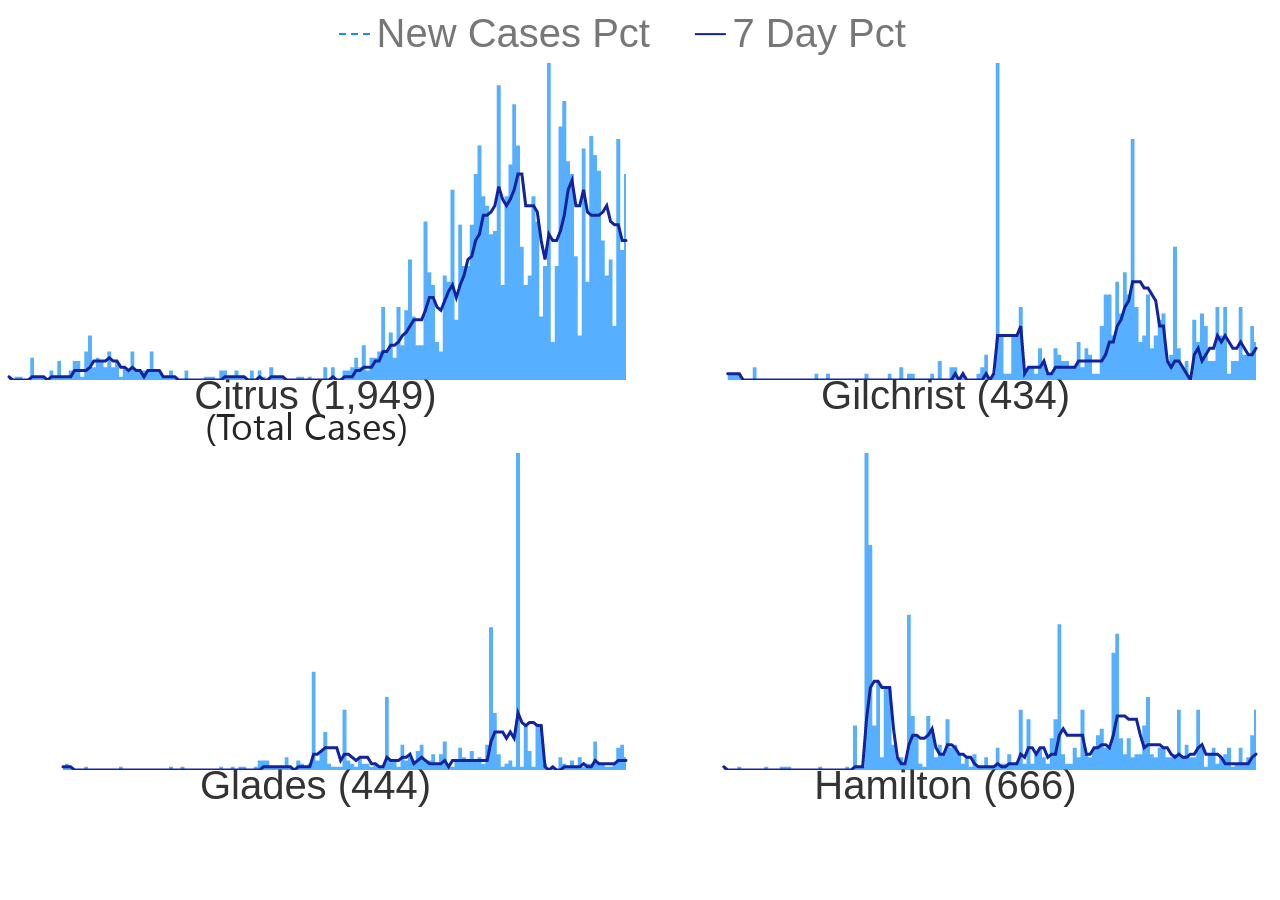 New Cases Pct 7 Day Pct
Citrus (1,949) Gilchrist (434)
(Total Cases)
Glades (444) Hamilton (666)